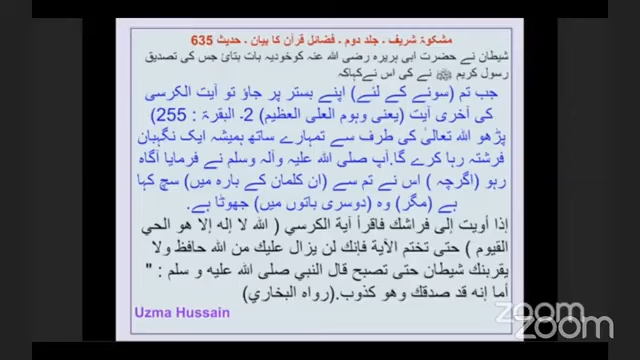 مشکوۃ شریف ۔ جلد دوم ۔ فضائل قرآن کا بیان ۔ حدیث 635
شیطان نے حضرت ابی ہریرہ رضی اللہ عنہ کوخودیہ بات بتائ جس کی تصدیق
رسول کریم ﷺ نے کی اس نےکہاکہ
جب تم (سونے کے لئے) اپنے بستر پر جاؤ تو آیت الکرسی
کی آخری آیت (یعنی وہوم العلی العظیم) 2- البقرۃ : 255)
پڑھو اللہ تعالیٰ کی طرف سے تمہارے ساتھ ہمیشہ ایک نگہبان
فرشتہ رہا کرے گا.آپ صلی اللہ علیہ وآلہ وسلم نے فرمایا آگاہ
رہو (اگرچہ ) اس نے تم سے (ان کلمان کے بارہ میں) سچ کہا
ہے (مگر) وہ (دوسری باتوں میں) جھوٹا ہے.
إذا أويت إلى فراشك فاقرأ آية الكرسي ( الله لا إله إلا هو الحي
القيوم ) حتى تختم الآية فإنك لن يزال عليك من الله حافظ ولا
يقربنك شيطان حتى تصبح قال النبي صلى الله عليه و سلم : "
أما إنه قد صدقك وهو كذوب.(رواه البخاري)
Uzma Hussain
zoom
zoom